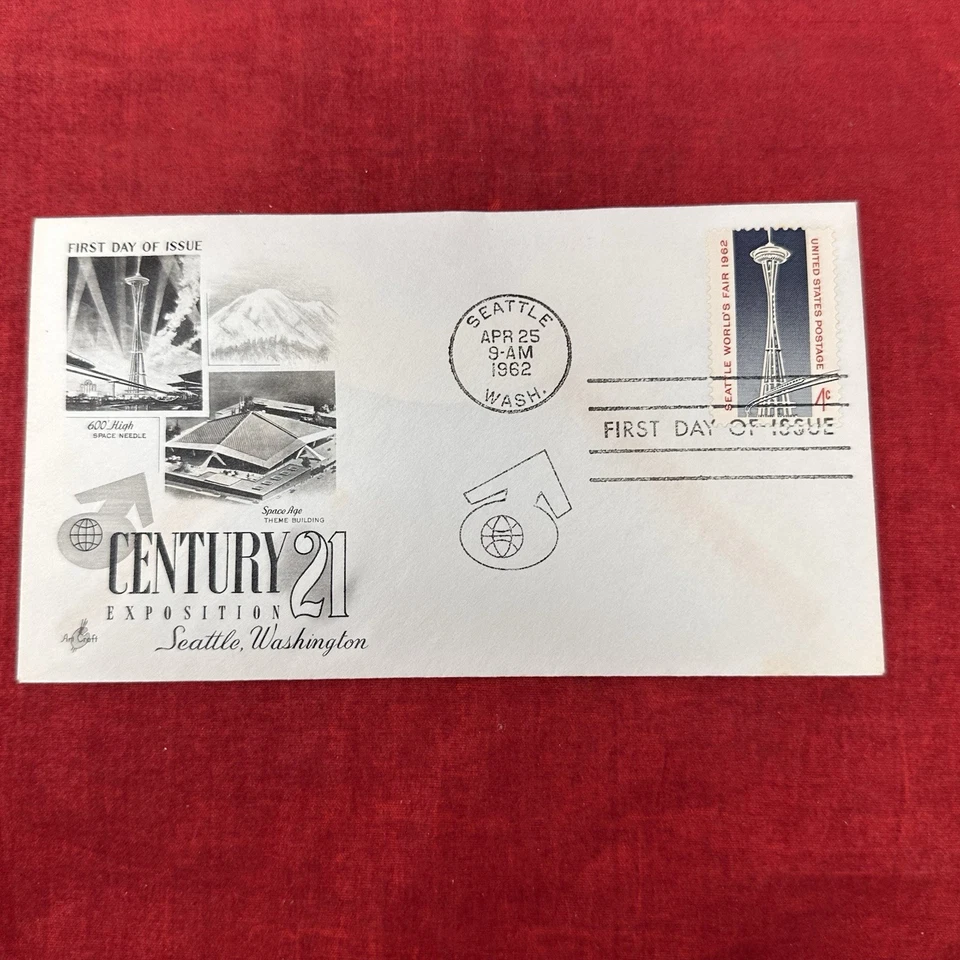 FIRST DAY OF ISSUE
600' High
SPACE NEEDLE
Space Age
THEME BUILDING
CENTURY 21
EXPOSITION
Seattle, Washington
Art Craft
SEATTLE
APR 25
9-AM
1962
WASH.
SEATTLE WORLD'S FAIR 1962
UNITED STATES POSTAGE
4¢
FIRST DAY OF ISSUE